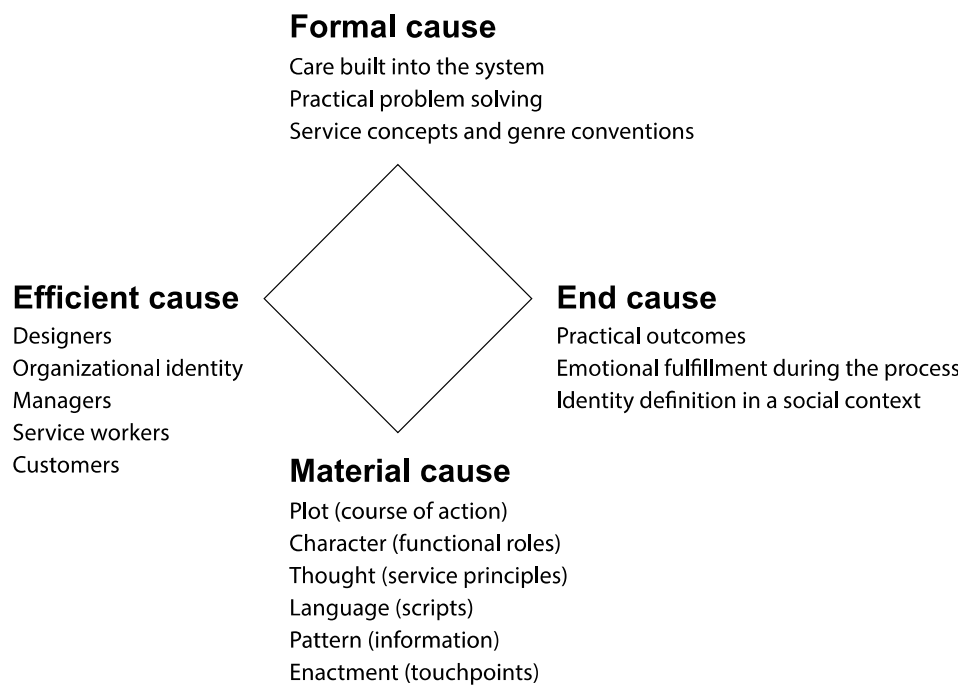 Formal cause
Care built into the system
Practical problem solving
Service concepts and genre conventions
Efficient cause
Designers
Organizational identity
Managers
Service workers
Customers
End cause
Practical outcomes
Emotional fulfillment during the process
Identity definition in a social context
Material cause
Plot (course of action)
Character (functional roles)
Thought (service principles)
Language (scripts)
Pattern (information)
Enactment (touchpoints)